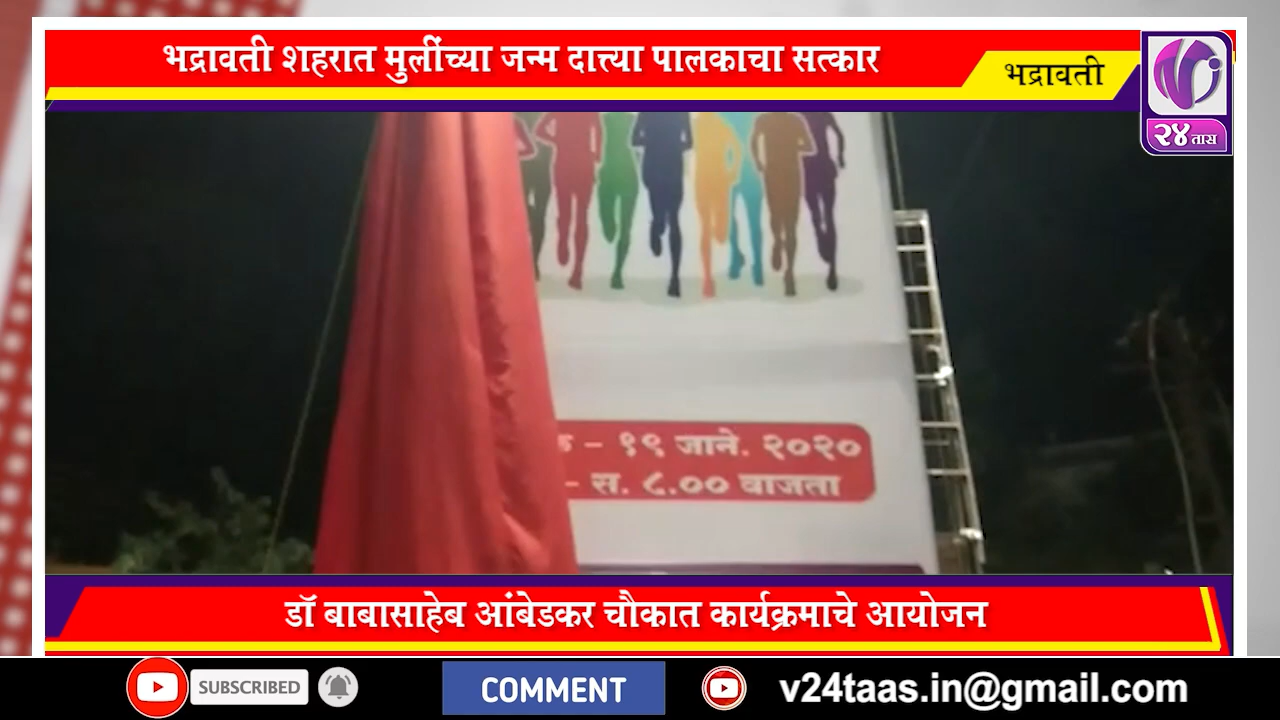 भद्रावती शहरात मुलींच्या जन्म दात्त्या पालकाचा सत्कार
भद्रावती
२४ तास
– १९ जाने. २०२०
- स. ८.०० वाजता
डॉ बाबासाहेब आंबेडकर चौकात कार्यक्रमाचे आयोजन
SUBSCRIBED
COMMENT
v24taas.in@gmail.com